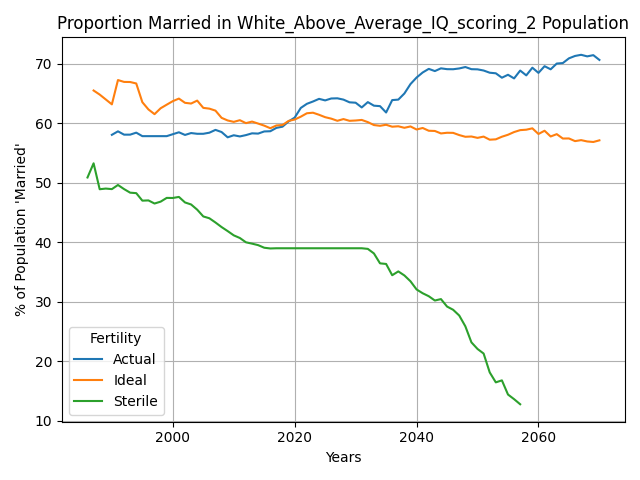 Proportion Married in White_Above_Average_IQ_scoring_2 Population
% of Population 'Married'
70
60
50
40
30
20
10
Fertility
Actual
Ideal
Sterile
2000
2020
2040
2060
Years